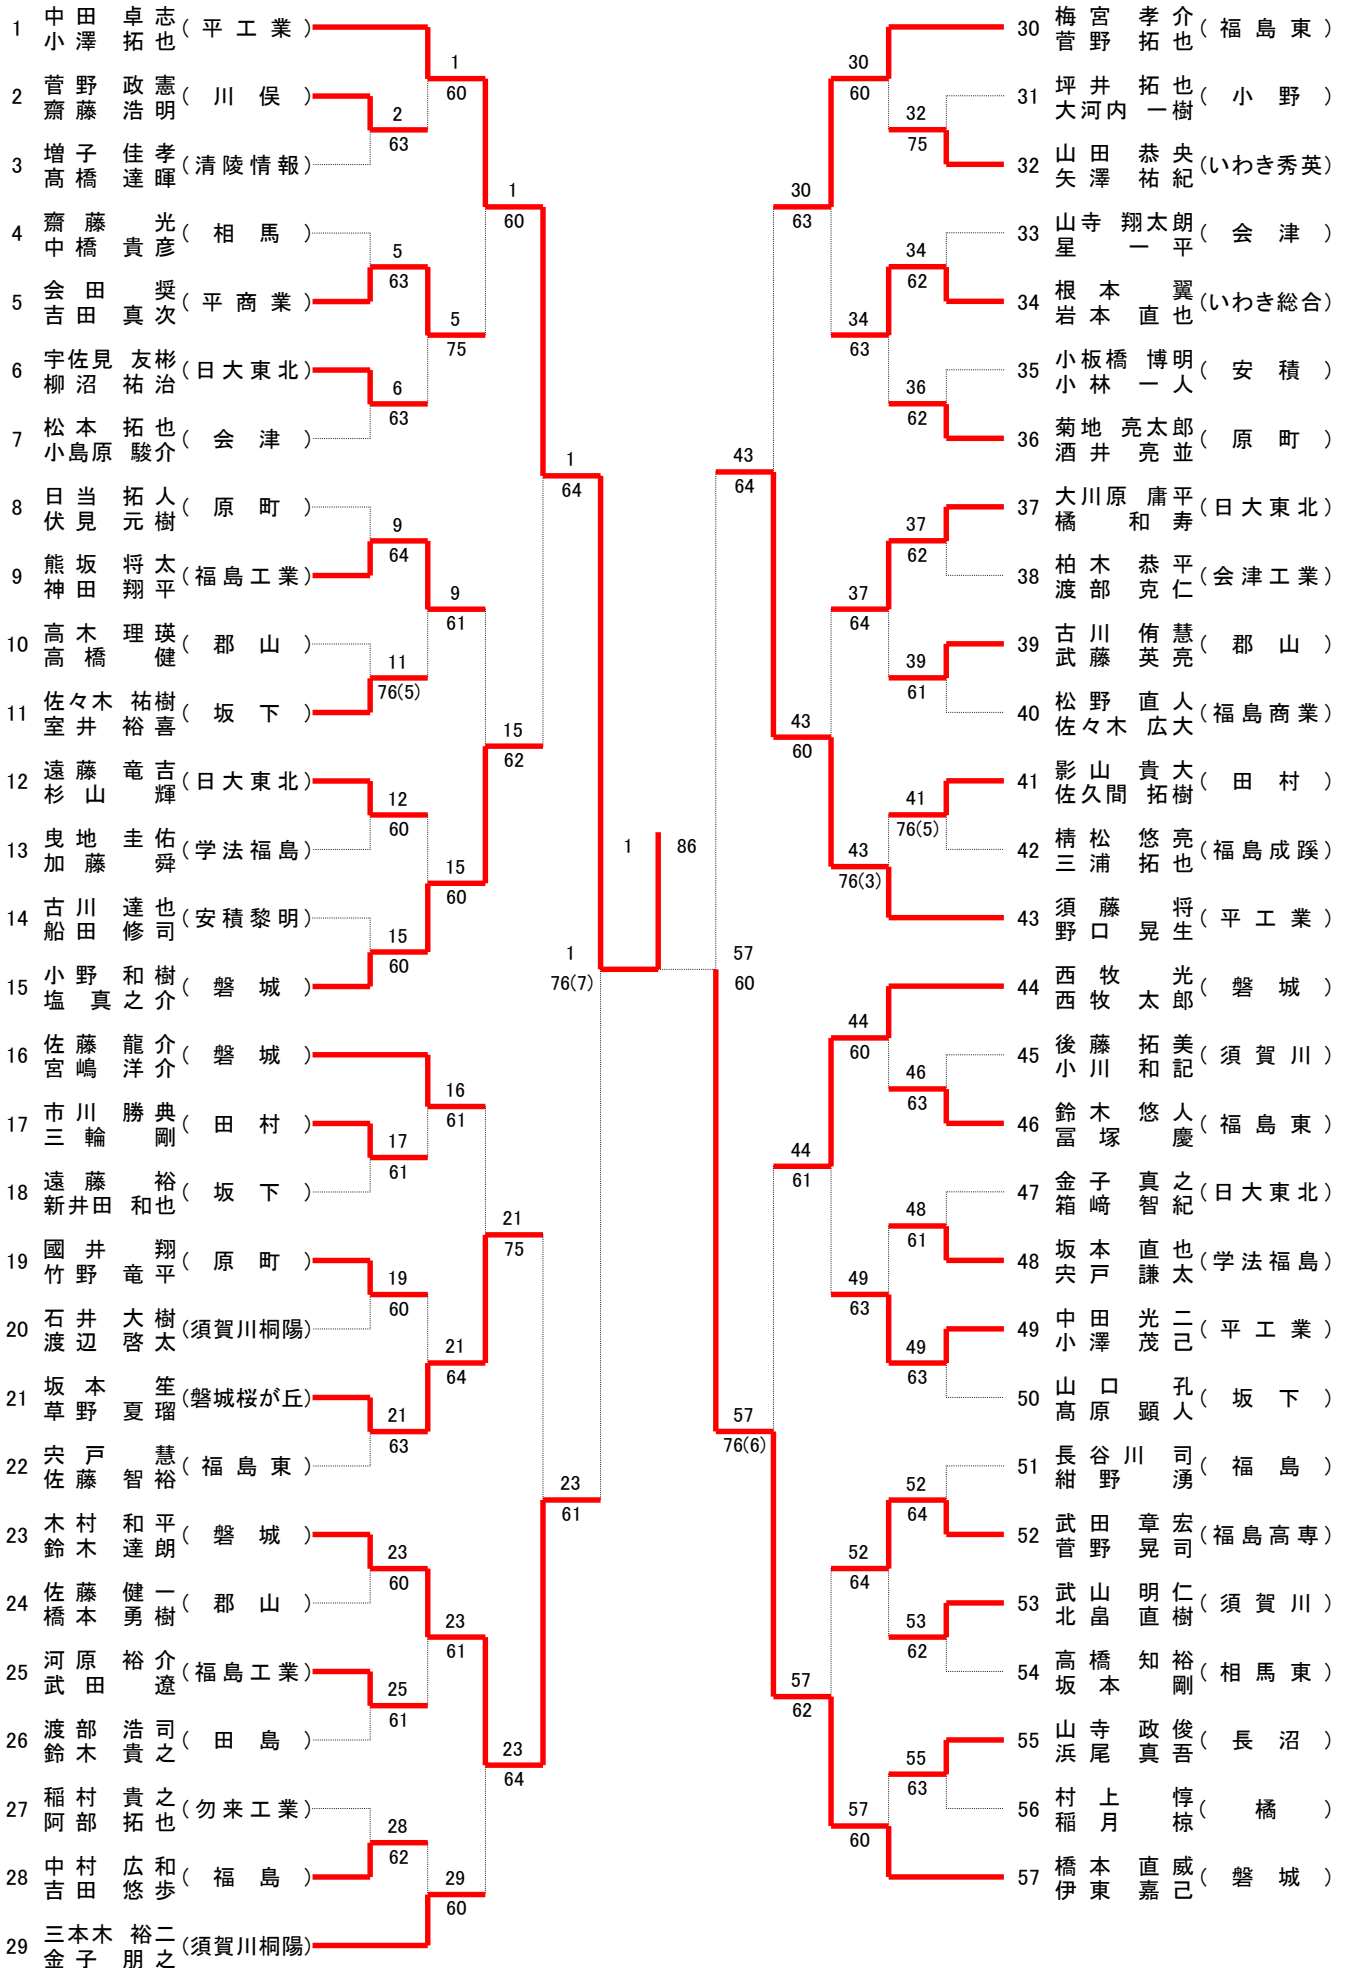 1 中田 卓志 小澤 拓也 (平工業)
2 菅野 政憲 齋藤 浩明 (川俣)
3 増子 佳孝 髙橋 達暉 (清陵情報)
4 齋藤 光 中橋 貴彦 (相馬)
5 会田 奨 吉田 真次 (平商業)
6 宇佐見 友彬 柳沼 祐治 (日大東北)
7 松本 拓也 小島原 駿介 (会津)
8 日当 拓人 伏見 元樹 (原町)
9 熊坂 将太 神田 翔平 (福島工業)
10 高木 理瑛 高橋 健 (郡山)
11 佐々木 祐樹 室井 裕喜 (坂下)
12 遠藤 竜吉 杉山 輝 (日大東北)
13 曳地 圭佑 加藤 舜 (学法福島)
14 古川 達也 船田 修司 (安積黎明)
15 小野 和樹 塩 真之介 (磐城)
16 佐藤 龍介 宮嶋 洋介 (磐城)
17 市川 勝典 三輪 剛 (田村)
18 遠藤 裕 新井田 和也 (坂下)
19 國井 翔 竹野 竜平 (原町)
20 石井 大樹 渡辺 啓太 (須賀川桐陽)
21 坂本 笙 草野 夏瑠 (磐城桜が丘)
22 宍戸 慧 佐藤 智裕 (福島東)
23 木村 和平 鈴木 達朗 (磐城)
24 佐藤 健一 橋本 勇樹 (郡山)
25 河原 裕介 武田 遼 (福島工業)
26 渡部 浩司 鈴木 貴之 (田島)
27 稲村 貴之 阿部 拓也 (勿来工業)
28 中村 広和 吉田 悠歩 (福島)
29 三本木 裕二 金子 朋之 (須賀川桐陽)
2 63
5 63
6 63
9 64
11 76(5)
12 60
15 60
17 61
19 60
21 63
23 60
25 61
28 62
1 60
5 75
9 61
15 60
16 61
21 64
23 61
29 60
1 60
15 62
21 75
23 64
1 64
23 61
1 76(7)
1 86
57 60
43 64
57 76(6)
30 63
43 60
44 61
57 62
30 60
34 63
37 64
43 76(3)
44 60
49 63
52 64
57 60
32 75
34 62
36 62
37 62
39 61
41 76(5)
46 63
48 61
49 63
52 64
53 62
55 63
30 梅宮 孝介 菅野 拓也 (福島東)
31 坪井 拓也 大河内 一樹 (小野)
32 山田 恭央 矢澤 祐紀 (いわき秀英)
33 山寺 翔太朗 星 一平 (会津)
34 根本 翼 岩本 直也 (いわき総合)
35 小板橋 博明 小林 一人 (安積)
36 菊地 亮太郎 酒井 亮並 (原町)
37 大川原 庸平 橘 和寿 (日大東北)
38 柏木 恭平 渡部 克仁 (会津工業)
39 古川 侑慧 武藤 英亮 (郡山)
40 松野 直人 佐々木 広大 (福島商業)
41 影山 貴大 佐久間 拓樹 (田村)
42 棈松 悠亮 三浦 拓也 (福島成蹊)
43 須藤 将 野口 晃生 (平工業)
44 西牧 光 西牧 太郎 (磐城)
45 後藤 拓美 小川 和記 (須賀川)
46 鈴木 悠人 冨塚 慶 (福島東)
47 金子 真之 箱﨑 智紀 (日大東北)
48 坂本 直也 宍戸 謙太 (学法福島)
49 中田 光二 小澤 茂己 (平工業)
50 山口 孔 髙原 顕人 (坂下)
51 長谷川 司 紺野 湧 (福島)
52 武田 章宏 菅野 晃司 (福島高専)
53 武山 明仁 北畠 直樹 (須賀川)
54 高橋 知裕 坂本 剛 (相馬東)
55 山寺 政俊 浜尾 真吾 (長沼)
56 村上 惇 稲月 椋 (橘)
57 橋本 直威 伊東 嘉己 (磐城)